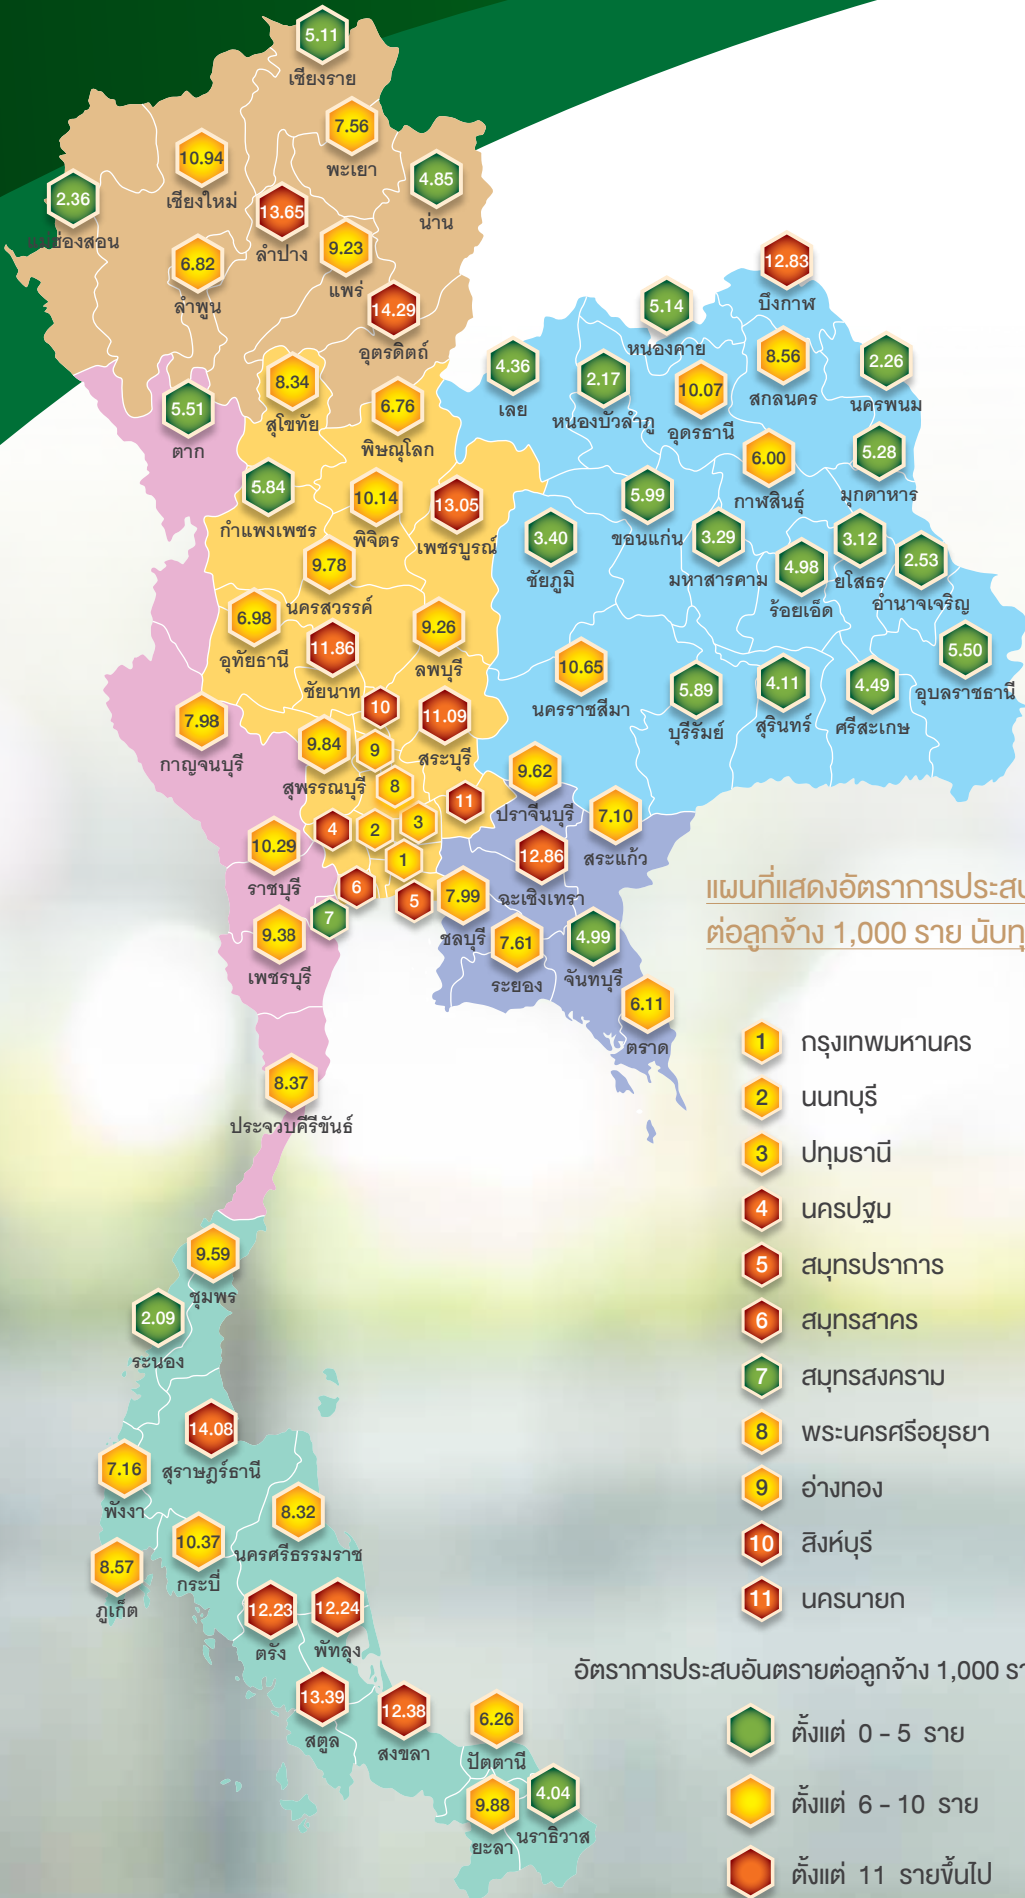 5.11
เชียงราย
7.56
พะเยา
10.94
เชียงใหม่
4.85
น่าน
2.36
แม่ฮ่องสอน
13.65
ลำปาง
9.23
แพร่
6.82
ลำพูน
14.29
อุตรดิตถ์
12.83
บึงกาฬ
5.14
หนองคาย
8.56
สกลนคร
2.26
นครพนม
4.36
เลย
2.17
หนองบัวลำภู
10.07
อุดรธานี
8.34
สุโขทัย
6.76
พิษณุโลก
5.51
ตาก
6.00
กาฬสินธุ์
5.28
มุกดาหาร
5.84
กำแพงเพชร
10.14
พิจิตร
13.05
เพชรบูรณ์
5.99
ขอนแก่น
3.40
ชัยภูมิ
3.29
มหาสารคาม
4.98
ร้อยเอ็ด
3.12
ยโสธร
2.53
อำนาจเจริญ
9.78
นครสวรรค์
6.98
อุทัยธานี
11.86
ชัยนาท
9.26
ลพบุรี
10.65
นครราชสีมา
5.89
บุรีรัมย์
4.11
สุรินทร์
4.49
ศรีสะเกษ
5.50
อุบลราชธานี
7.98
กาญจนบุรี
10
11.09
สระบุรี
9.84
สุพรรณบุรี
9
8
11
9.62
ปราจีนบุรี
7.10
สระแก้ว
4
2
3
1
10.29
ราชบุรี
12.86
ฉะเชิงเทรา
6
5
7
7.99
ชลบุรี
9.38
เพชรบุรี
7.61
ระยอง
4.99
จันทบุรี
6.11
ตราด
8.37
ประจวบคีรีขันธ์
9.59
ชุมพร
2.09
ระนอง
14.08
สุราษฎร์ธานี
7.16
พังงา
8.32
นครศรีธรรมราช
10.37
กระบี่
8.57
ภูเก็ต
12.23
ตรัง
12.24
พัทลุง
13.39
สตูล
12.38
สงขลา
6.26
ปัตตานี
9.88
ยะลา
4.04
นราธิวาส
แผนที่แสดงอัตราการประสบ
ต่อลูกจ้าง 1,000 ราย นับทุ
1 กรุงเทพมหานคร
2 นนทบุรี
3 ปทุมธานี
4 นครปฐม
5 สมุทรปราการ
6 สมุทรสาคร
7 สมุทรสงคราม
8 พระนครศรีอยุธยา
9 อ่างทอง
10 สิงห์บุรี
11 นครนายก
อัตราการประสบอันตรายต่อลูกจ้าง 1,000 รา
ตั้งแต่ 0 - 5 ราย
ตั้งแต่ 6 - 10 ราย
ตั้งแต่ 11 รายขึ้นไป